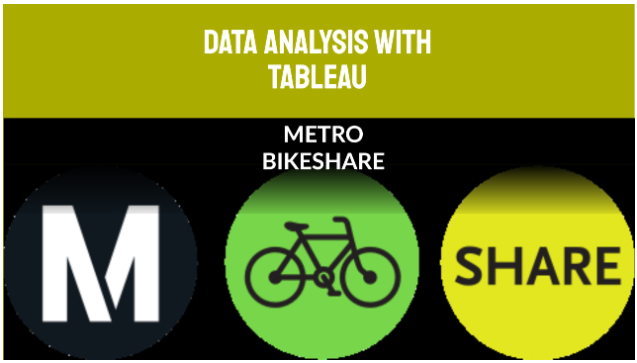 DATA ANALYSIS WITH
TABLEAU
METRO
BIKESHARE
M
SHARE